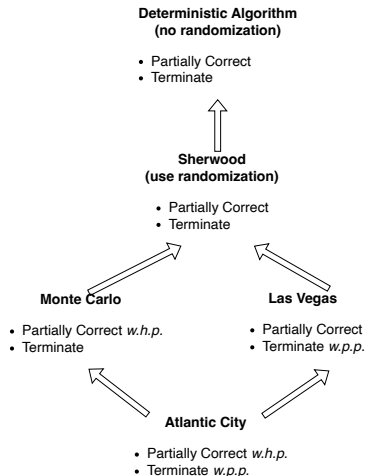 Deterministic Algorithm
(no randomization)
• Partially Correct
• Terminate
Sherwood
(use randomization)
• Partially Correct
• Terminate
Monte Carlo
• Partially Correct w.h.p.
• Terminate
Las Vegas
• Partially Correct
• Terminate w.p.p.
Atlantic City
• Partially Correct w.h.p.
• Terminate w.p.p.